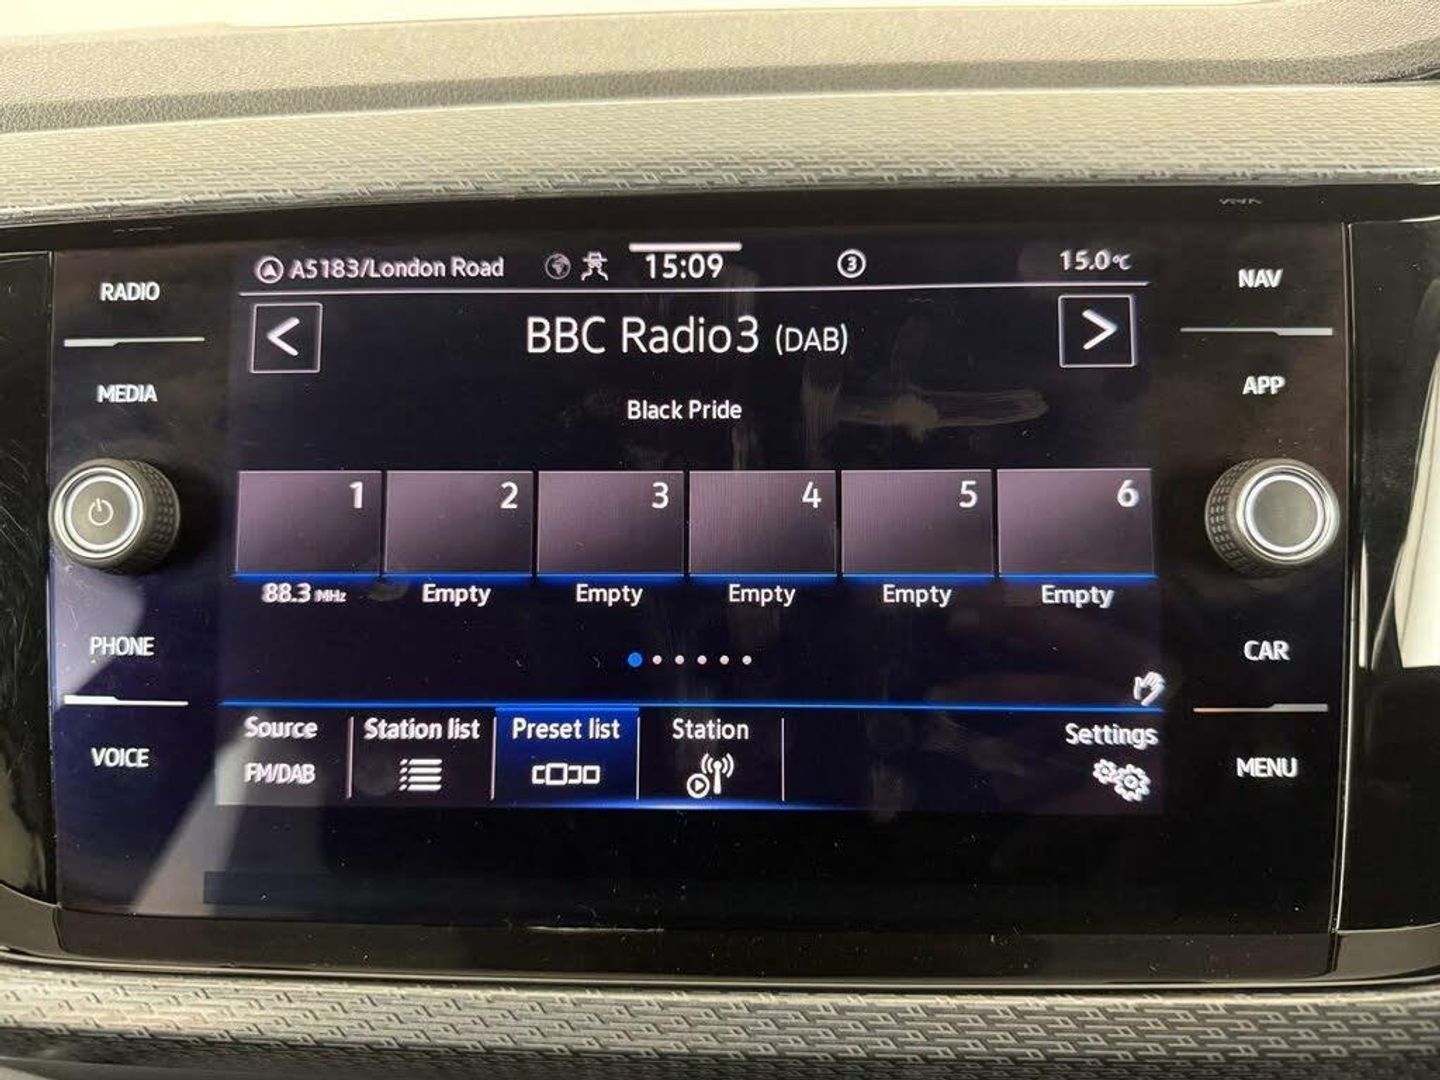 A5183/London Road 15:09 3 15.0°C
RADIO
NAV
< BBC Radio3 (DAB) >
MEDIA
APP
Black Pride
1 2 3 4 5 6
88.3 MHz Empty Empty Empty Empty Empty
PHONE
CAR
Source Station list Preset list Station Settings
FM/DAB
VOICE
MENU